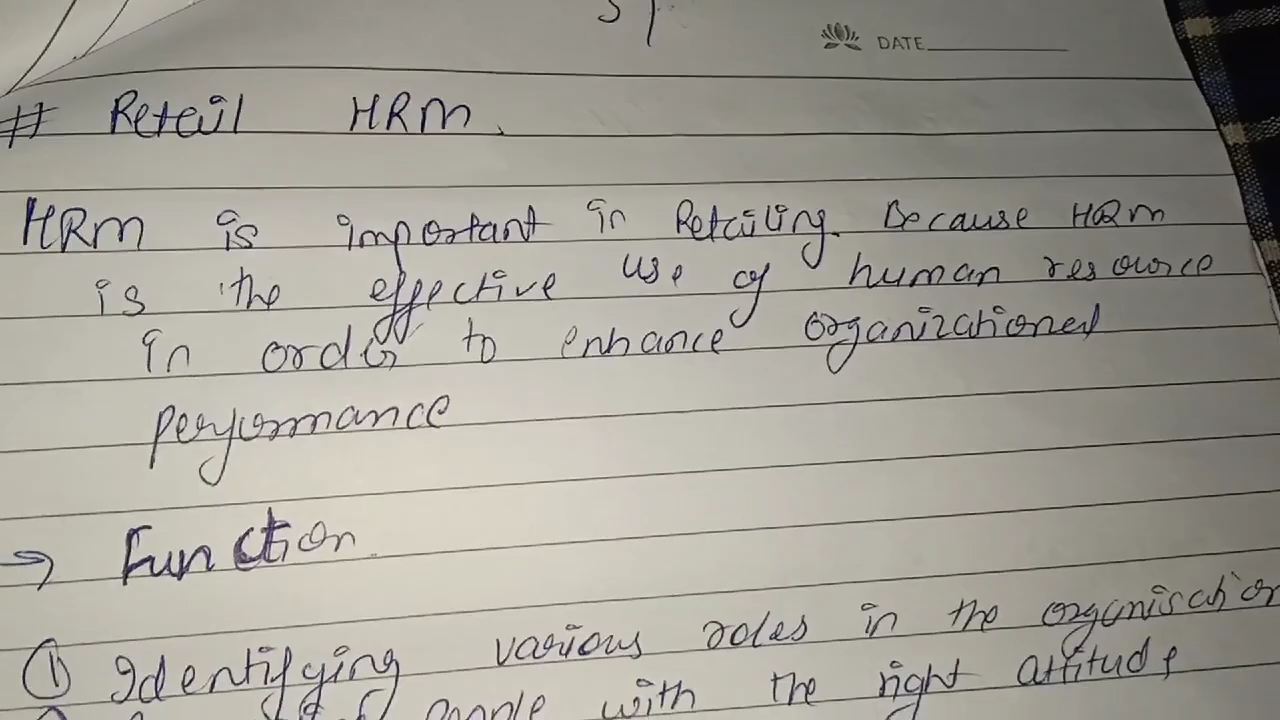 DATE
# Retail HRM.
HRM is important in Retailing. Because HRM
is the effective use of human resource
in order to enhance organizational
performance
⇒ Function.
① Identifying various roles in the organisation
people with the right attitude